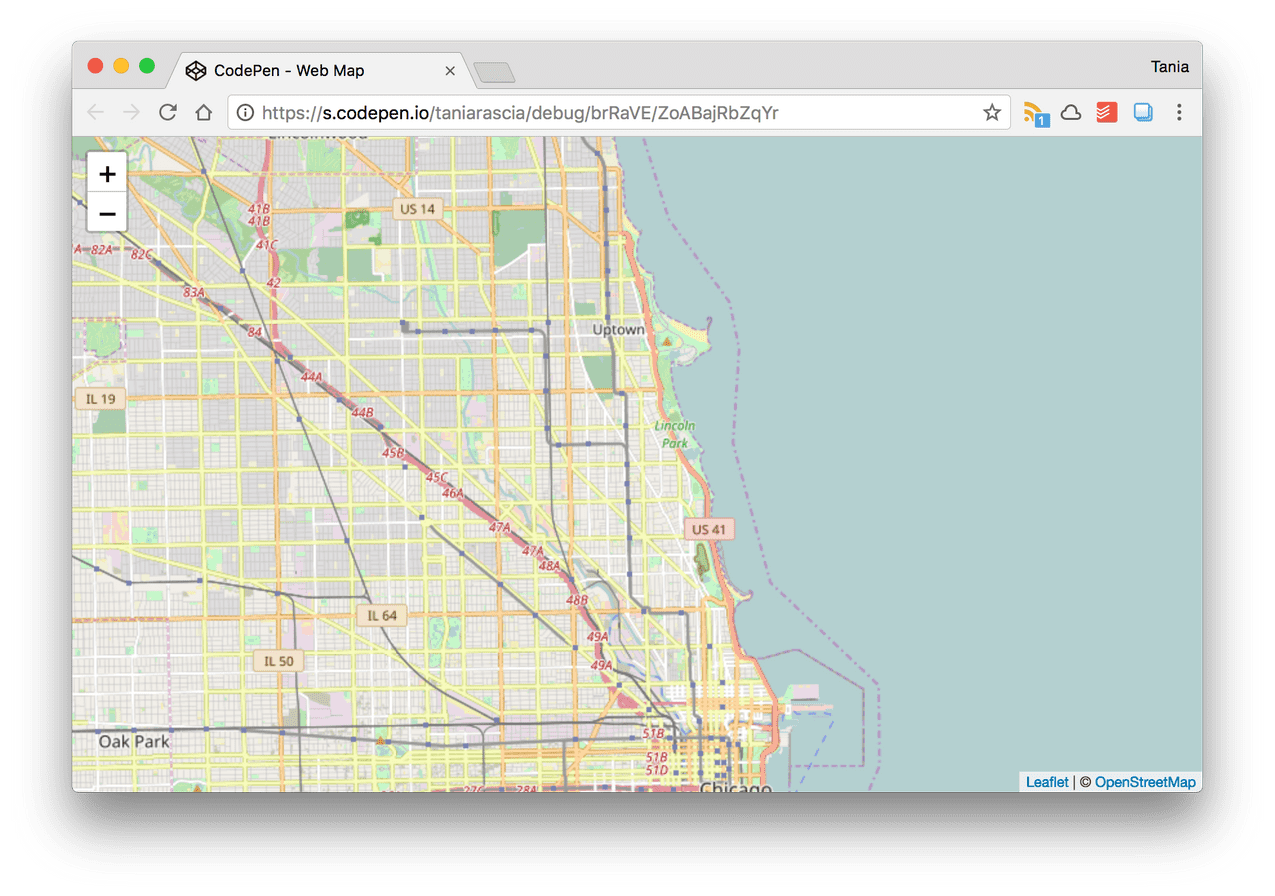 CodePen - Web Map
Tania
https://s.codepen.io/taniarascia/debug/brRaVE/ZoABajRbZqYr
1
Lincolnwood
+
−
41B
US 14
41B
41C
82A
82C
42
83A
84
Uptown
44A
IL 19
44B
Lincoln
Park
45B
45C
46A
47A
US 41
47A
48A
48B
IL 64
49A
IL 50
49A
51B
Oak Park
51B
51D
27C
28A
Chicago
Leaflet | © OpenStreetMap